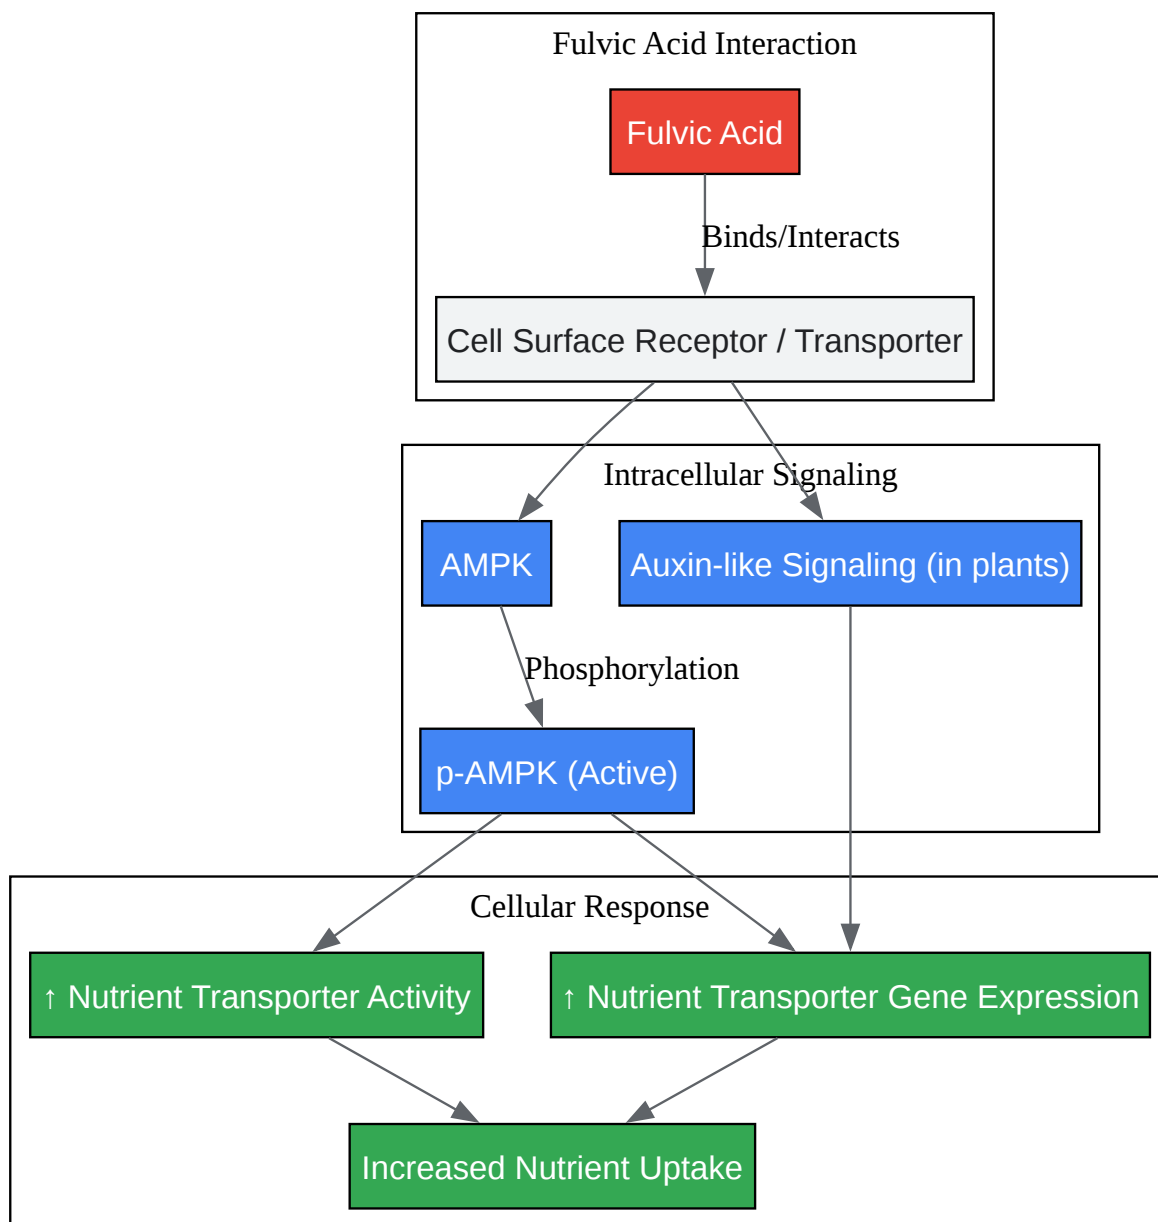 Fulvic Acid Interaction
Fulvic Acid
Binds/Interacts
Cell Surface Receptor / Transporter
Intracellular Signaling
AMPK
Auxin-like Signaling (in plants)
Phosphorylation
p-AMPK (Active)
Cellular Response
↑ Nutrient Transporter Activity
↑ Nutrient Transporter Gene Expression
Increased Nutrient Uptake